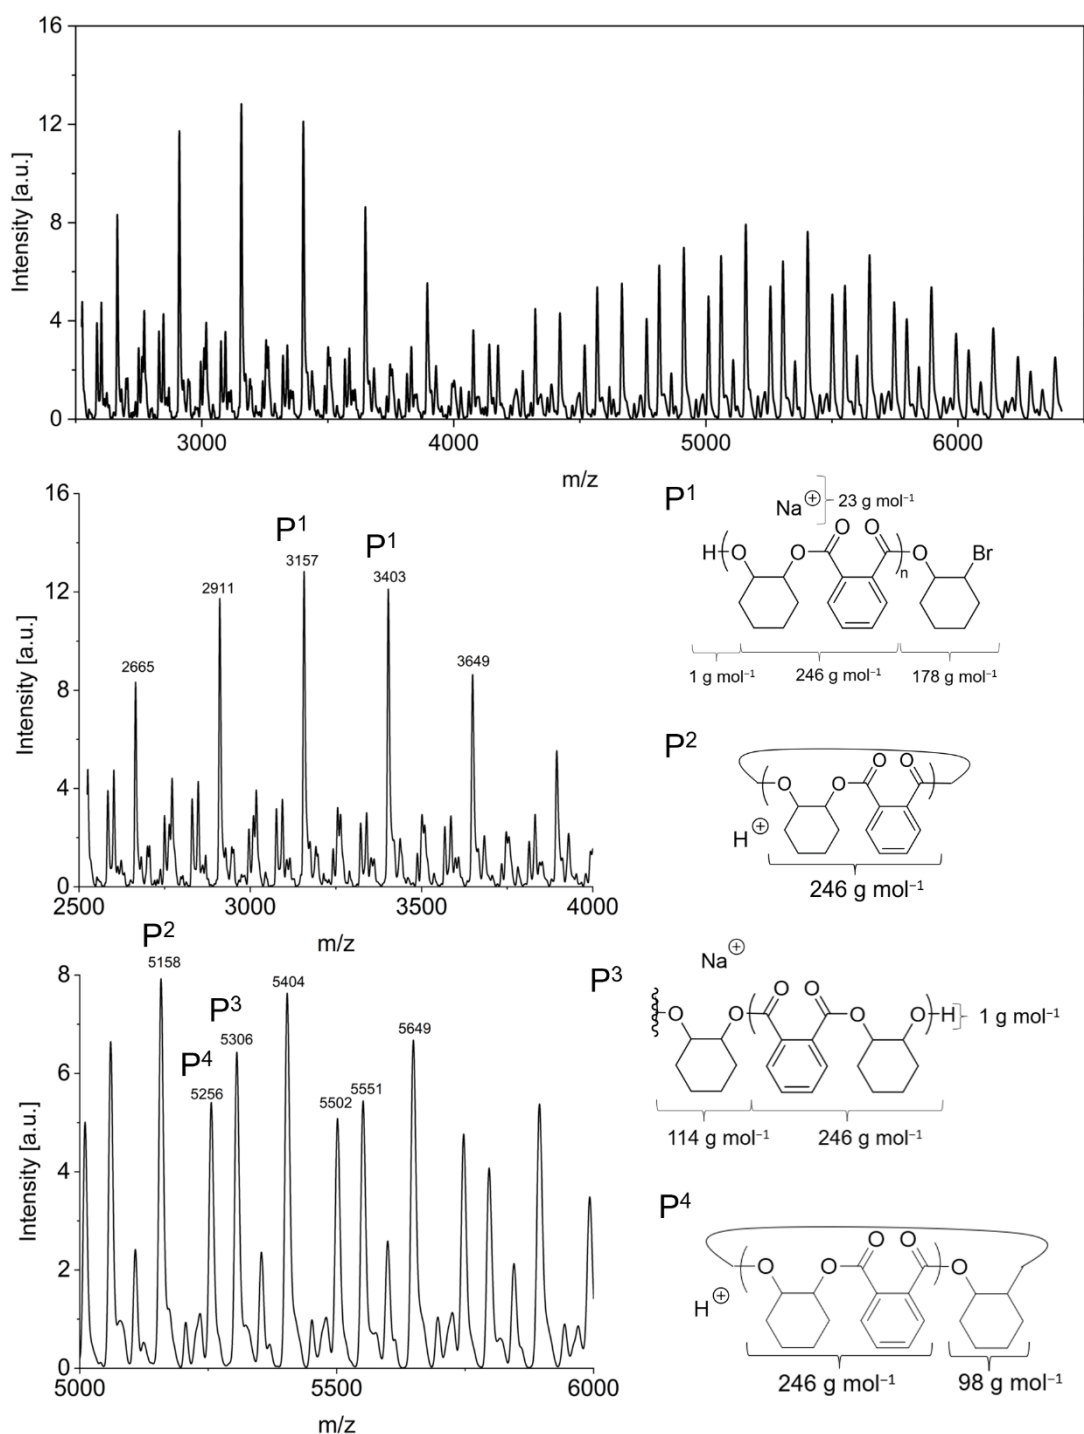 16
12
8
4
0
Intensity [a.u.]
3000
4000
5000
6000
m/z
16
12
8
4
0
Intensity [a.u.]
P1
P1
2665
2911
3157
3403
3649
2500
3000
3500
4000
m/z
P1
Na⊕
23 g mol⁻¹
H
O
O
O
O
n
O
Br
1 g mol⁻¹
246 g mol⁻¹
178 g mol⁻¹
P2
O
O
O
O
H⊕
246 g mol⁻¹
8
6
4
2
0
Intensity [a.u.]
P2
P3
P4
5158
5256
5306
5404
5502
5551
5649
5000
5500
6000
m/z
P3
Na⊕
O
O
O
O
O
O
H
1 g mol⁻¹
114 g mol⁻¹
246 g mol⁻¹
P4
O
O
O
O
O
H⊕
246 g mol⁻¹
98 g mol⁻¹